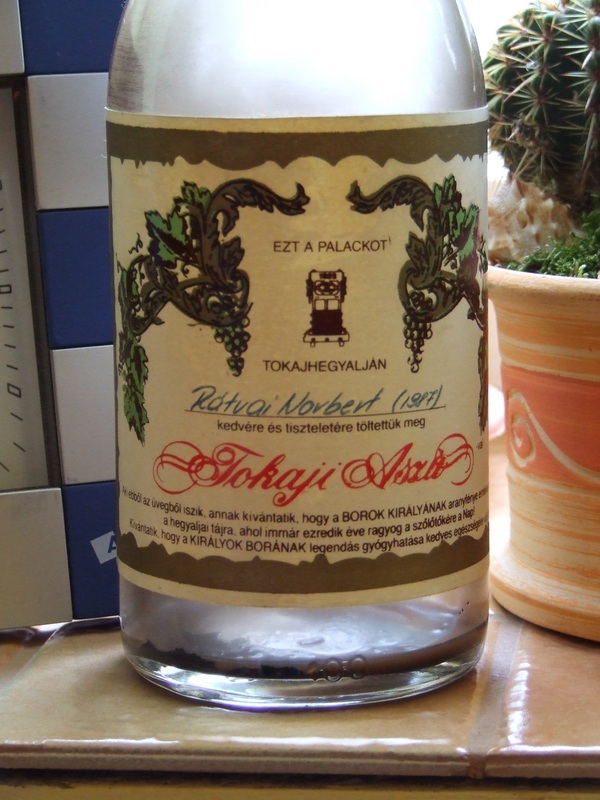 EZT A PALACKOT
TOKAJHEGYALJÁN
Rátvai Norbert (1987)
kedvére és tiszteletére töltettük meg
Tokaji Aszú
ebből az üvegből iszik, annak kívántatik, hogy a BOROK KIRÁLYÁNAK aranyfénye
a hegyaljai tájra, ahol immár ezredik éve ragyog a szőlőtőkére a Nap!
Kívántatik, hogy a KIRÁLYOK BORÁNAK legendás gyógyhatása kedves egészségére